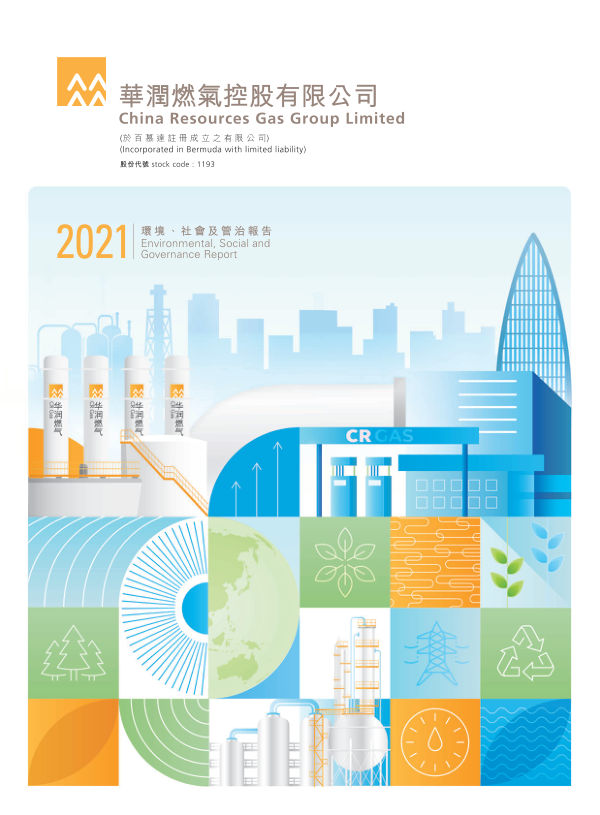 華潤燃氣控股有限公司
China Resources Gas Group Limited
(於百慕達註冊成立之有限公司)
(Incorporated in Bermuda with limited liability)
股份代號 stock code : 1193
2021
環境、社會及管治報告
Environmental, Social and
Governance Report
华润燃气
华润燃气
华润燃气
华润燃气
CR GAS